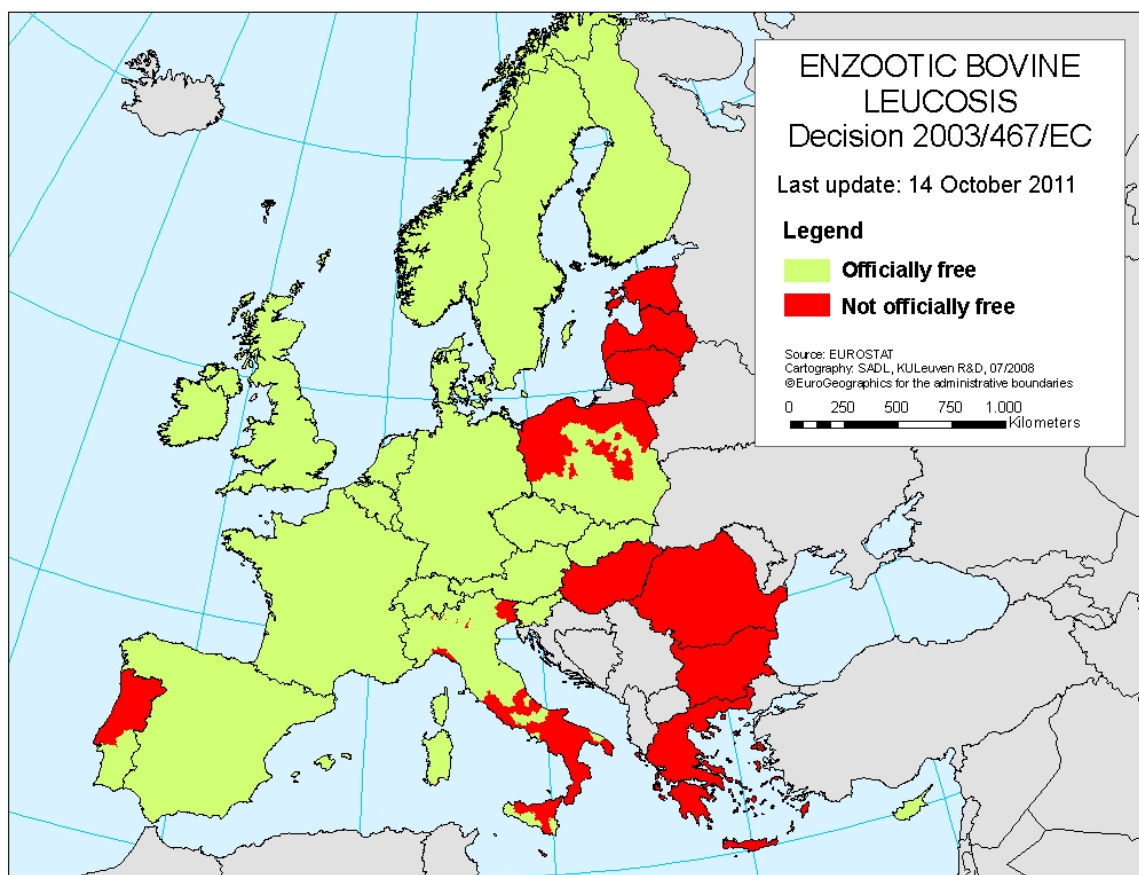 ENZOOTIC BOVINE
LEUCOSIS
Decision 2003/467/EC
Last update: 14 October 2011
Legend
Officially free
Not officially free
Source: EUROSTAT
Cartography: SADL, KULeuven R&D, 07/2008
©EuroGeographics for the administrative boundaries
0 250 500 750 1.000
Kilometers